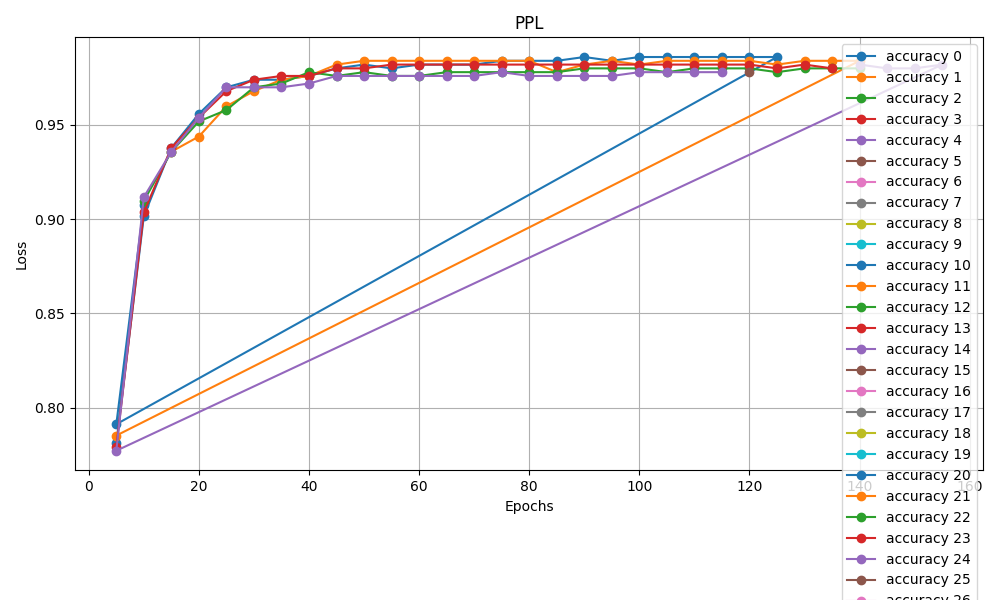 PPL
Loss
0.95
0.90
0.85
0.80
0 20 40 60 80 100 120 140 160
Epochs
accuracy 0
accuracy 1
accuracy 2
accuracy 3
accuracy 4
accuracy 5
accuracy 6
accuracy 7
accuracy 8
accuracy 9
accuracy 10
accuracy 11
accuracy 12
accuracy 13
accuracy 14
accuracy 15
accuracy 16
accuracy 17
accuracy 18
accuracy 19
accuracy 20
accuracy 21
accuracy 22
accuracy 23
accuracy 24
accuracy 25
accuracy 26